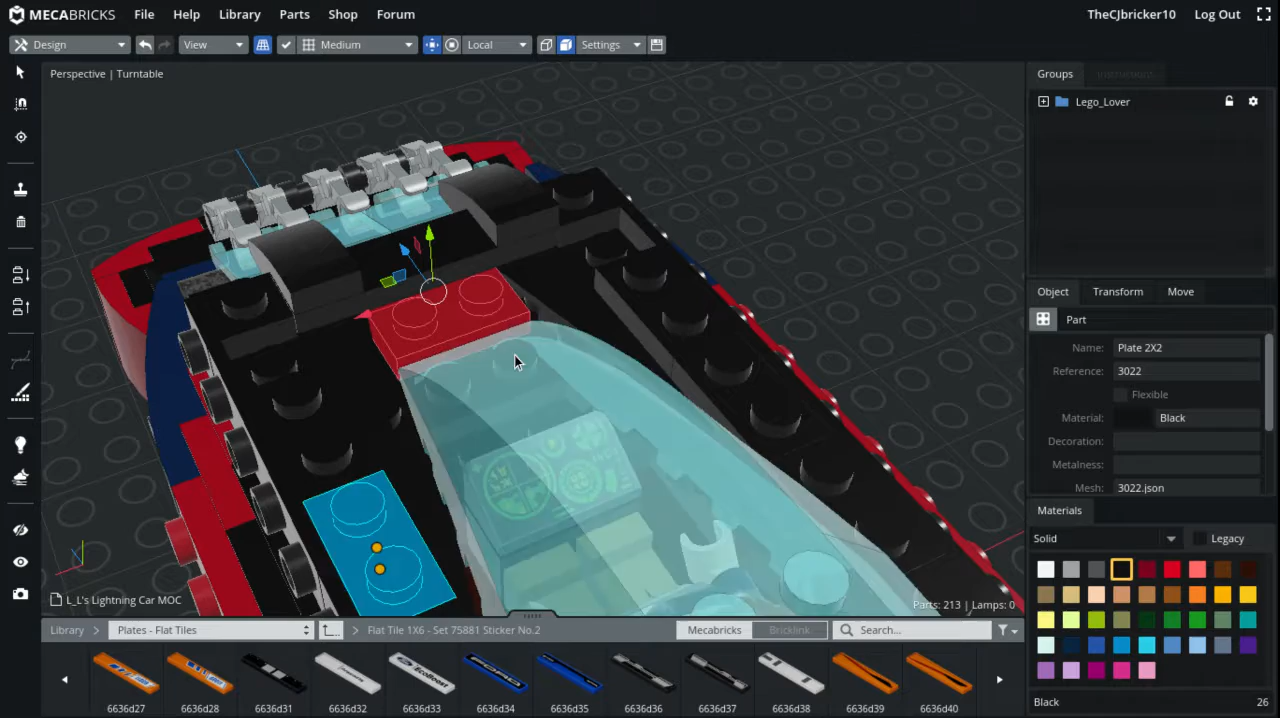 MECABRICKS File Help Library Parts Shop Forum TheCJbricker10 Log Out
Design View Medium Local Settings
Perspective | Turntable
Groups Instructions
Lego_Lover
Object Transform Move
Part
Name: Plate 2X2
Reference: 3022
Flexible
Material: Black
Decoration:
Metalness:
Mesh: 3022.json
Materials
Solid Legacy
L_L's Lightning Car MOC Parts: 213 | Lamps: 0
Library Plates - Flat Tiles Flat Tile 1X6 - Set 75881 Sticker No.2 Mecabricks Bricklink Search...
6636d27 6636d28 6636d31 6636d32 6636d33 6636d34 6636d35 6636d36 6636d37 6636d38 6636d39 6636d40
Black 26